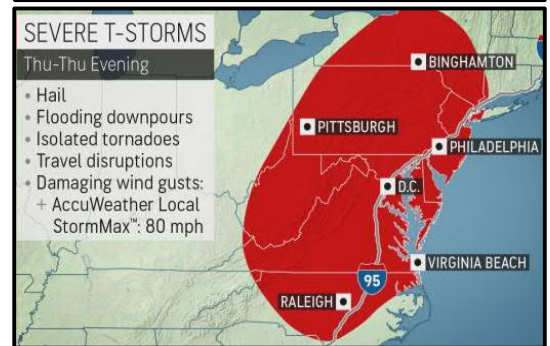 SEVERE T-STORMS
Thu-Thu Evening
• Hail
• Flooding downpours
• Isolated tornadoes
• Travel disruptions
• Damaging wind gusts:
+ AccuWeather Local
StormMax™: 80 mph
BINGHAMTON
PITTSBURGH
PHILADELPHIA
D.C.
VIRGINIA BEACH
95
RALEIGH